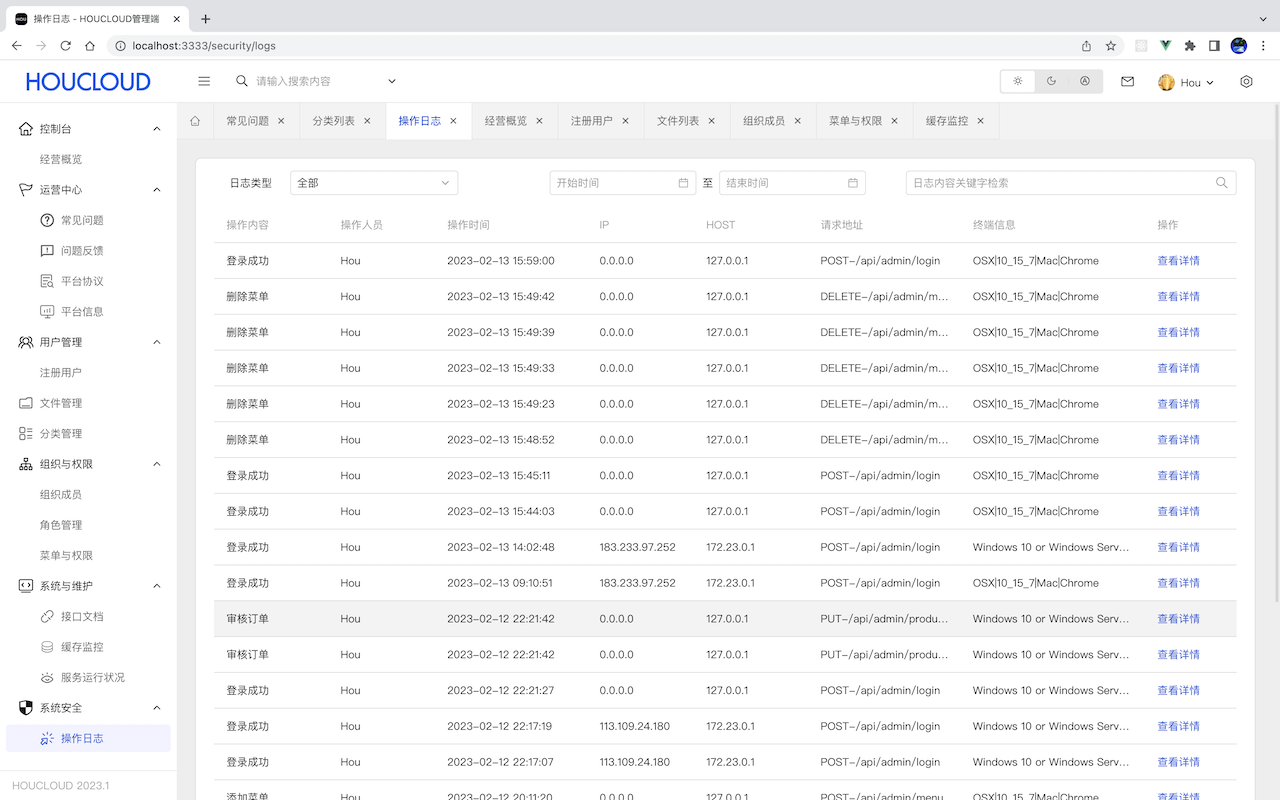 操作日志 - HOUCLOUD管理端
localhost:3333/security/logs
HOUCLOUD
请输入搜索内容
Hou
控制台
经营概览
运营中心
常见问题
问题反馈
平台协议
平台信息
用户管理
注册用户
文件管理
分类管理
组织与权限
组织成员
角色管理
菜单与权限
系统与维护
接口文档
缓存监控
服务运行状况
系统安全
操作日志
HOUCLOUD 2023.1
常见问题 分类列表 操作日志 经营概览 注册用户 文件列表 组织成员 菜单与权限 缓存监控
日志类型 全部 开始时间 至 结束时间 日志内容关键字检索
操作内容 操作人员 操作时间 IP HOST 请求地址 终端信息 操作
登录成功 Hou 2023-02-13 15:59:00 0.0.0.0 127.0.0.1 POST-/api/admin/login OSX|10_15_7|Mac|Chrome 查看详情
删除菜单 Hou 2023-02-13 15:49:42 0.0.0.0 127.0.0.1 DELETE-/api/admin/m... OSX|10_15_7|Mac|Chrome 查看详情
删除菜单 Hou 2023-02-13 15:49:39 0.0.0.0 127.0.0.1 DELETE-/api/admin/m... OSX|10_15_7|Mac|Chrome 查看详情
删除菜单 Hou 2023-02-13 15:49:33 0.0.0.0 127.0.0.1 DELETE-/api/admin/m... OSX|10_15_7|Mac|Chrome 查看详情
删除菜单 Hou 2023-02-13 15:49:23 0.0.0.0 127.0.0.1 DELETE-/api/admin/m... OSX|10_15_7|Mac|Chrome 查看详情
删除菜单 Hou 2023-02-13 15:48:52 0.0.0.0 127.0.0.1 DELETE-/api/admin/m... OSX|10_15_7|Mac|Chrome 查看详情
登录成功 Hou 2023-02-13 15:45:11 0.0.0.0 127.0.0.1 POST-/api/admin/login OSX|10_15_7|Mac|Chrome 查看详情
登录成功 Hou 2023-02-13 15:44:03 0.0.0.0 127.0.0.1 POST-/api/admin/login OSX|10_15_7|Mac|Chrome 查看详情
登录成功 Hou 2023-02-13 14:02:48 183.233.97.252 172.23.0.1 POST-/api/admin/login Windows 10 or Windows Serv... 查看详情
登录成功 Hou 2023-02-13 09:10:51 183.233.97.252 172.23.0.1 POST-/api/admin/login OSX|10_15_7|Mac|Chrome 查看详情
审核订单 Hou 2023-02-12 22:21:42 0.0.0.0 127.0.0.1 PUT-/api/admin/produ... Windows 10 or Windows Serv... 查看详情
审核订单 Hou 2023-02-12 22:21:42 0.0.0.0 127.0.0.1 PUT-/api/admin/produ... Windows 10 or Windows Serv... 查看详情
登录成功 Hou 2023-02-12 22:21:27 0.0.0.0 127.0.0.1 POST-/api/admin/login Windows 10 or Windows Serv... 查看详情
登录成功 Hou 2023-02-12 22:17:19 113.109.24.180 172.23.0.1 POST-/api/admin/login Windows 10 or Windows Serv... 查看详情
登录成功 Hou 2023-02-12 22:17:07 113.109.24.180 172.23.0.1 POST-/api/admin/login Windows 10 or Windows Serv... 查看详情
添加菜单 Hou 2023-02-12 20:11:20 0.0.0.0 127.0.0.1 POST-/api/admin/menu OSX|10_15_7|Mac|Chrome 查看详情